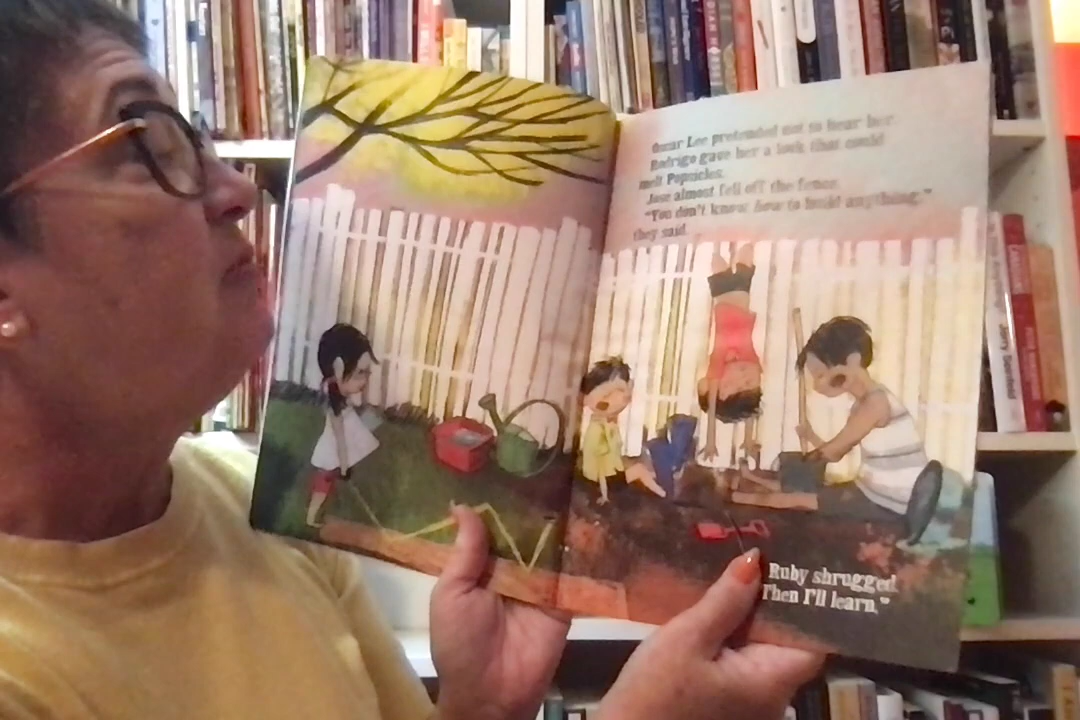 Oscar Lee pretended not to hear her.
Rodrigo gave her a look that could
melt Popsicles.
Jose almost fell off the fence.
"You don't know how to build anything,"
they said.
Ruby shrugged.
"Then I'll learn."